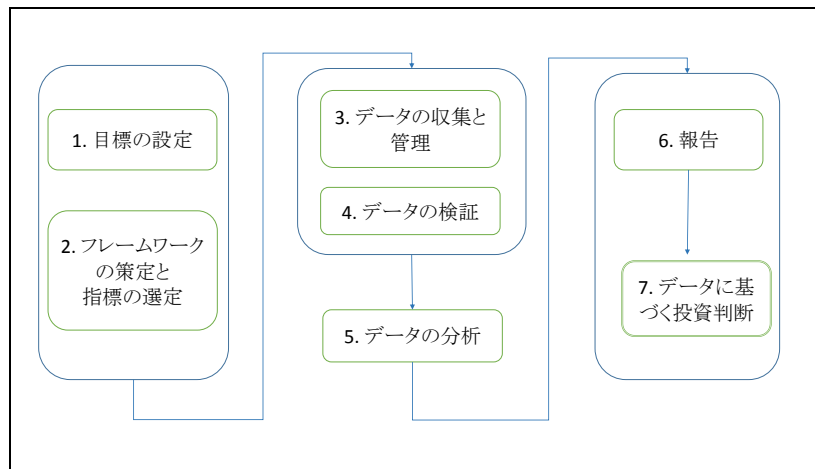 1. 目標の設定
2. フレームワーク
の策定と
指標の選定
3. データの収集と
管理
4. データの検証
5. データの分析
6. 報告
7. データに基
づく投資判断